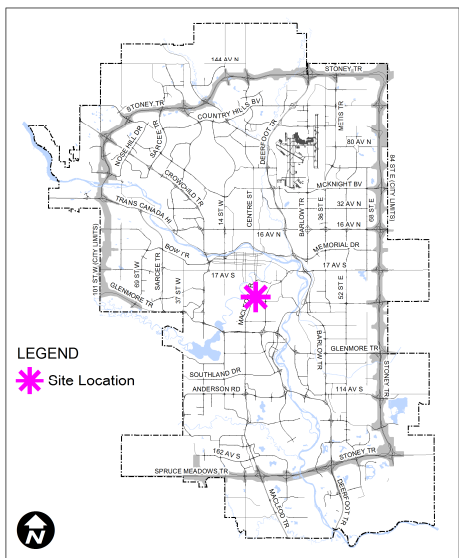 144 AV N
STONEY TR
STONEY TR
COUNTRY HILLS BV
METIS TR
DEERFOOT TR
SARCEE TR
NOSE HILL DR
80 AV N
CROWCHILD TR
MCKNIGHT BV
84 ST E (CITY LIMITS)
TRANS CANADA HI
14 ST W
CENTRE ST
BARLOW TR
36 ST E
32 AV N
68 ST E
16 AV N
16 AV N
MEMORIAL DR
BOW TR
17 AV S
17 AV S
101 ST W (CITY LIMITS)
69 ST W
SARCEE TR
37 ST W
52 ST E
GLENMORE TR
BARLOW TR
LEGEND
Site Location
GLENMORE TR
SOUTHLAND DR
STONEY TR
ANDERSON RD
114 AV S
162 AV S
STONEY TR
SPRUCE MEADOWS TR
MACLEOD TR
DEERFOOT TR
N